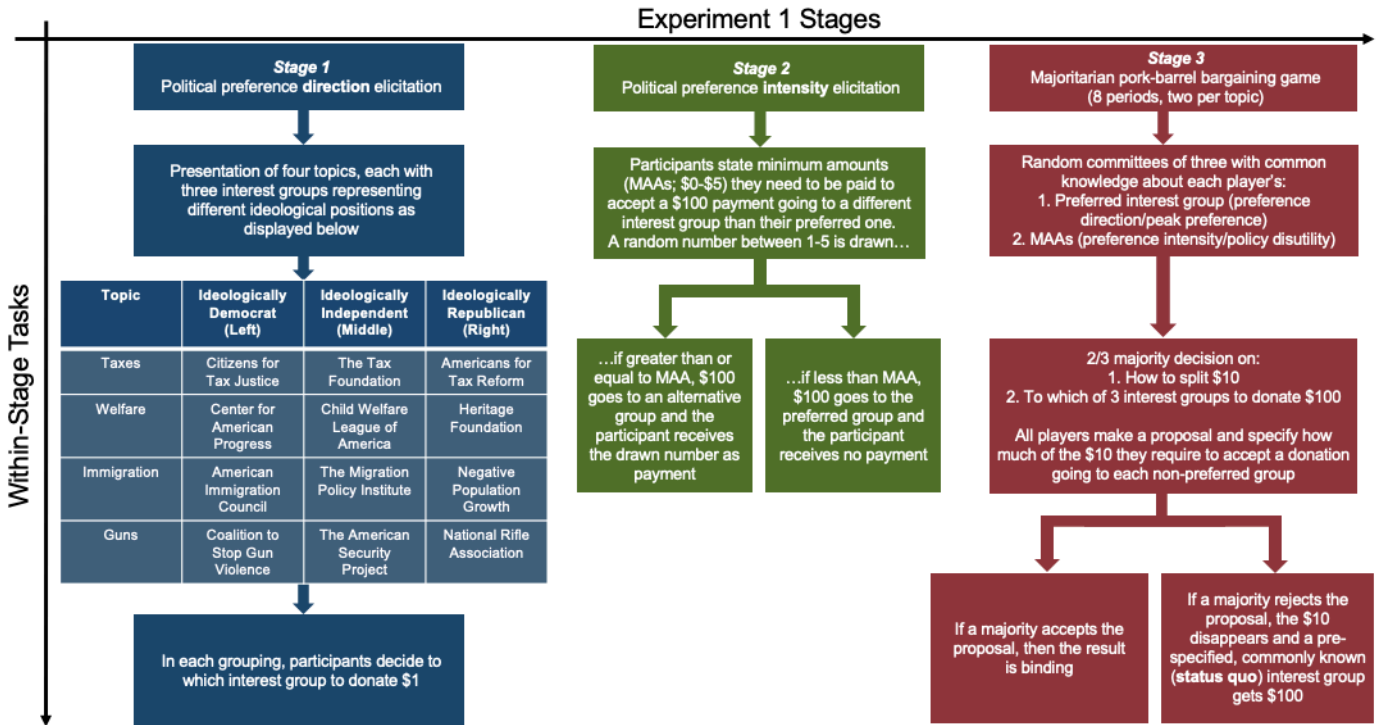 Experiment 1 Stages
Within-Stage Tasks
Stage 1
Political preference direction elicitation
Presentation of four topics, each with
three interest groups representing
different ideological positions as
displayed below
Topic
Ideologically
Democrat
(Left)
Ideologically
Independent
(Middle)
Ideologically
Republican
(Right)
Taxes
Citizens for
Tax Justice
The Tax
Foundation
Americans for
Tax Reform
Welfare
Center for
American
Progress
Child Welfare
League of
America
Heritage
Foundation
Immigration
American
Immigration
Council
The Migration
Policy Institute
Negative
Population
Growth
Guns
Coalition to
Stop Gun
Violence
The American
Security
Project
National Rifle
Association
In each grouping, participants decide to
which interest group to donate $1
Stage 2
Political preference intensity elicitation
Participants state minimum amounts
(MAAs; $0-$5) they need to be paid to
accept a $100 payment going to a different
interest group than their preferred one.
A random number between 1-5 is drawn…
…if greater than or
equal to MAA, $100
goes to an alternative
group and the
participant receives
the drawn number as
payment
…if less than MAA,
$100 goes to the
preferred group and
the participant
receives no payment
Stage 3
Majoritarian pork-barrel bargaining game
(8 periods, two per topic)
Random committees of three with common
knowledge about each player's:
1. Preferred interest group (preference
direction/peak preference)
2. MAAs (preference intensity/policy disutility)
2/3 majority decision on:
1. How to split $10
2. To which of 3 interest groups to donate $100
All players make a proposal and specify how
much of the $10 they require to accept a donation
going to each non-preferred group
If a majority accepts the
proposal, then the result
is binding
If a majority rejects the
proposal, the $10
disappears and a pre-
specified, commonly known
(status quo) interest group
gets $100